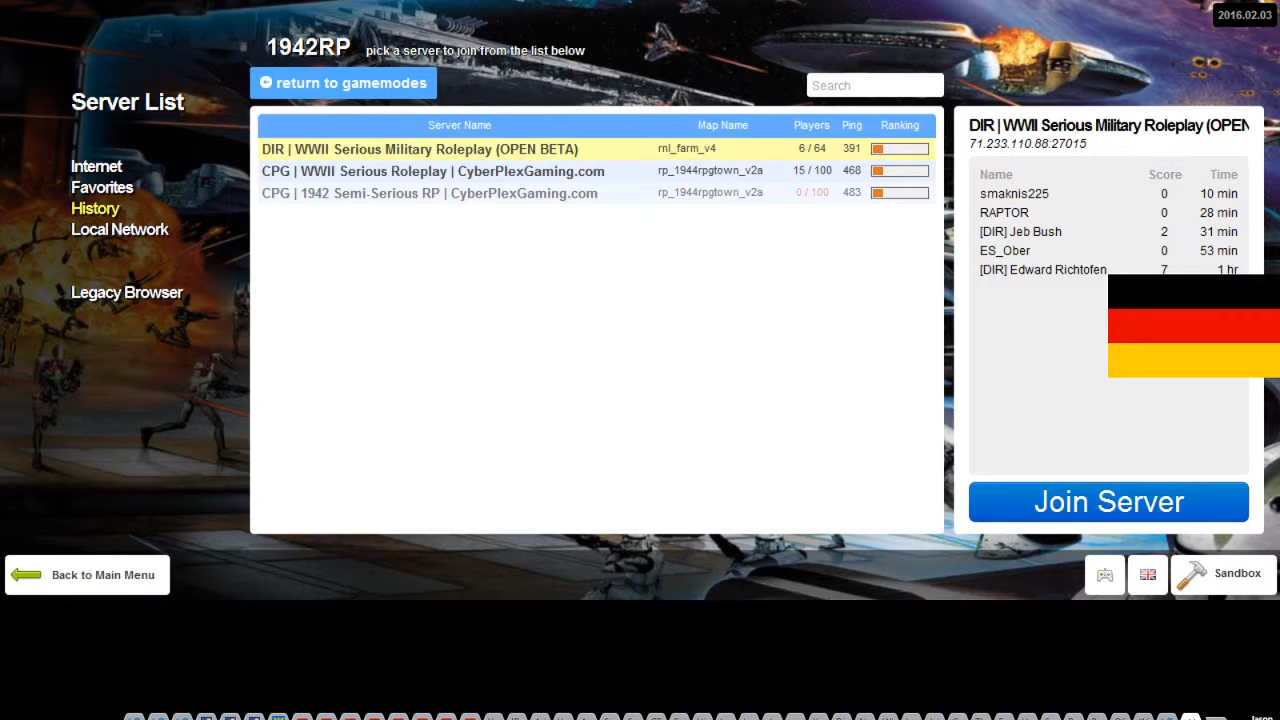 2016.02.03
1942RP pick a server to join from the list below
return to gamemodes
Search
Server List
Internet
Favorites
History
Local Network
Legacy Browser
Server Name Map Name Players Ping Ranking
DIR | WWII Serious Military Roleplay (OPEN BETA) rnl_farm_v4 6 / 64 391
CPG | WWII Serious Roleplay | CyberPlexGaming.com rp_1944rpgtown_v2a 15 / 100 468
CPG | 1942 Semi-Serious RP | CyberPlexGaming.com rp_1944rpgtown_v2a 0 / 100 483
DIR | WWII Serious Military Roleplay (OPEN
71.233.110.88:27015
Name Score Time
smaknis225 0 10 min
RAPTOR 0 28 min
[DIR] Jeb Bush 2 31 min
ES_Ober 0 53 min
[DIR] Edward Richtofen 7 1 hr
Join Server
Back to Main Menu
Sandbox